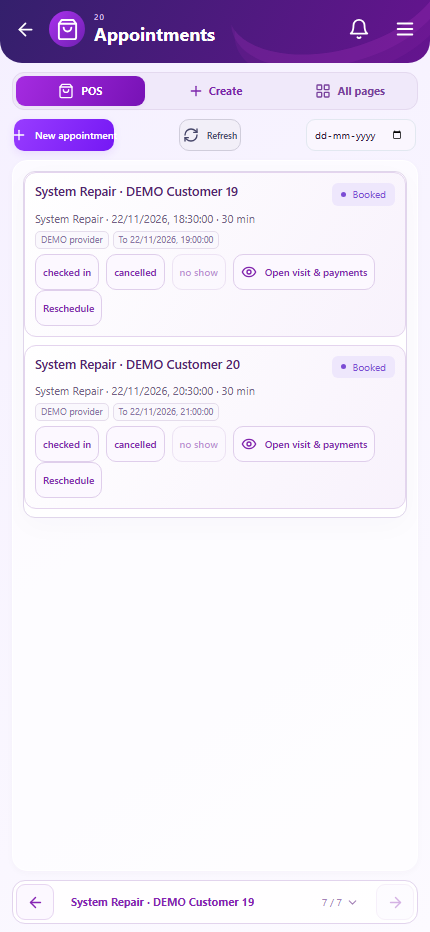 20
Appointments
POS
Create
All pages
New appointmen
Refresh
dd-mm-yyyy
System Repair · DEMO Customer 19
Booked
System Repair · 22/11/2026, 18:30:00 · 30 min
DEMO provider
To 22/11/2026, 19:00:00
checked in
cancelled
no show
Open visit & payments
Reschedule
System Repair · DEMO Customer 20
Booked
System Repair · 22/11/2026, 20:30:00 · 30 min
DEMO provider
To 22/11/2026, 21:00:00
checked in
cancelled
no show
Open visit & payments
Reschedule
System Repair · DEMO Customer 19
7 / 7